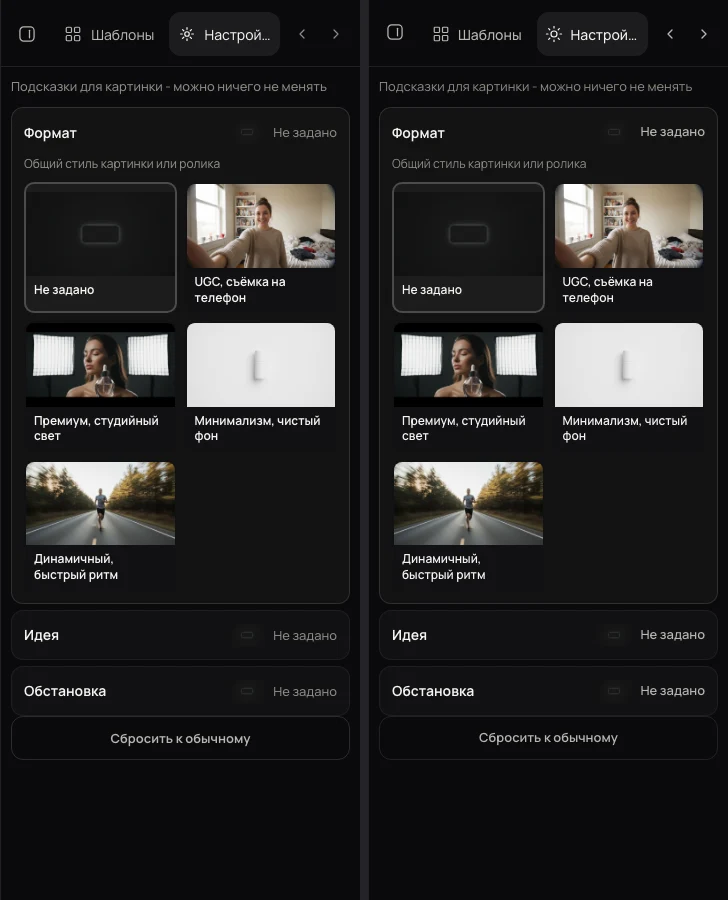 Шаблоны
Настрой…
Подсказки для картинки - можно ничего не менять
Формат
Не задано
Общий стиль картинки или ролика
Не задано
UGC, съёмка на
телефон
Премиум, студийный
свет
Минимализм, чистый
фон
Динамичный,
быстрый ритм
Идея
Не задано
Обстановка
Не задано
Сбросить к обычному
Шаблоны
Настрой…
Подсказки для картинки - можно ничего не менять
Формат
Не задано
Общий стиль картинки или ролика
Не задано
UGC, съёмка на
телефон
Премиум, студийный
свет
Минимализм, чистый
фон
Динамичный,
быстрый ритм
Идея
Не задано
Обстановка
Не задано
Сбросить к обычному